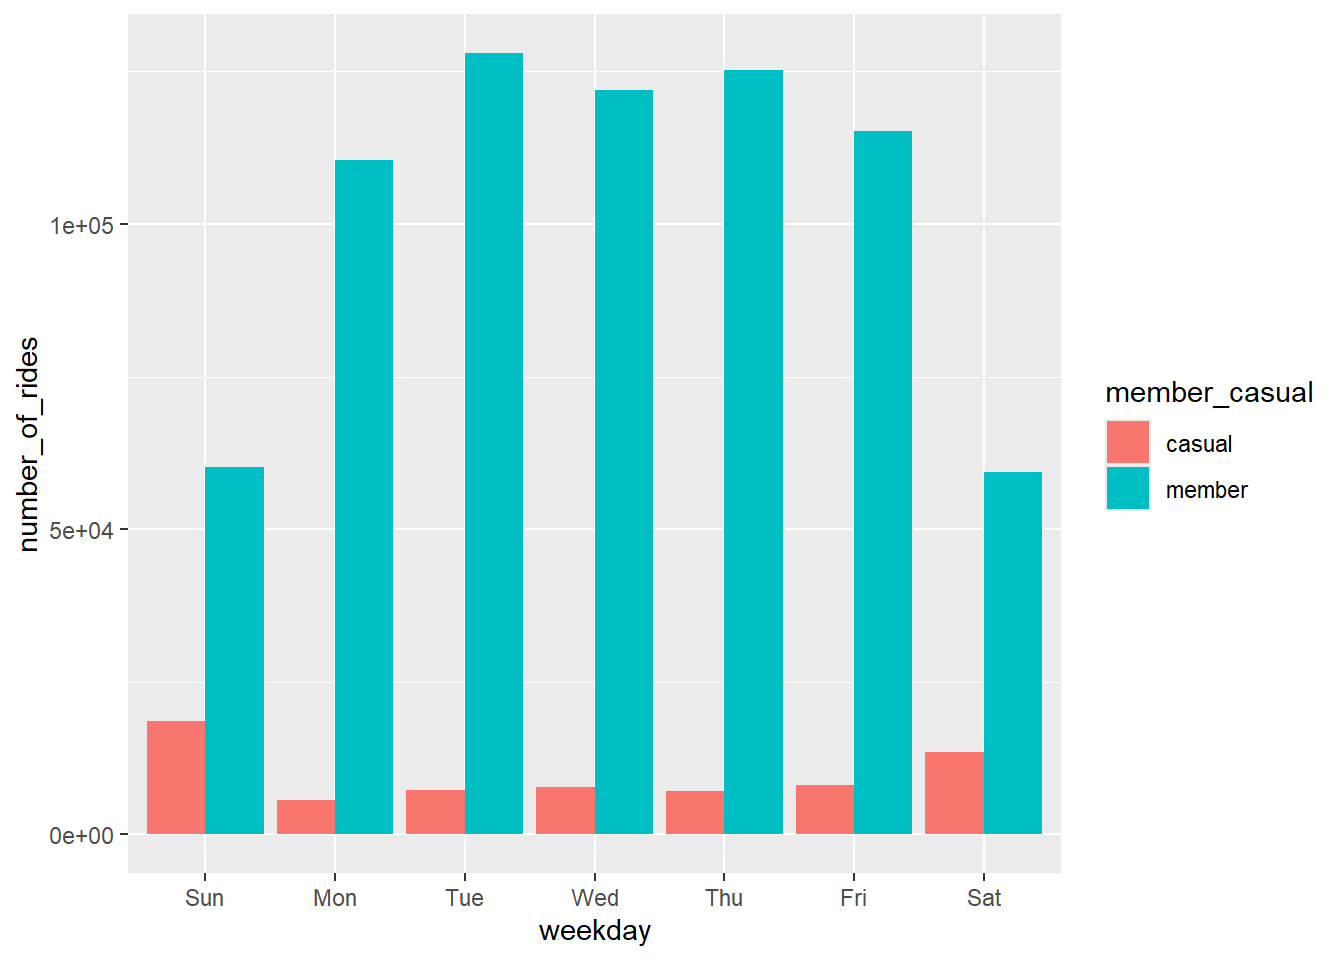 number_of_rides
1e+05
5e+04
0e+00
Sun Mon Tue Wed Thu Fri Sat
weekday
member_casual
casual
member